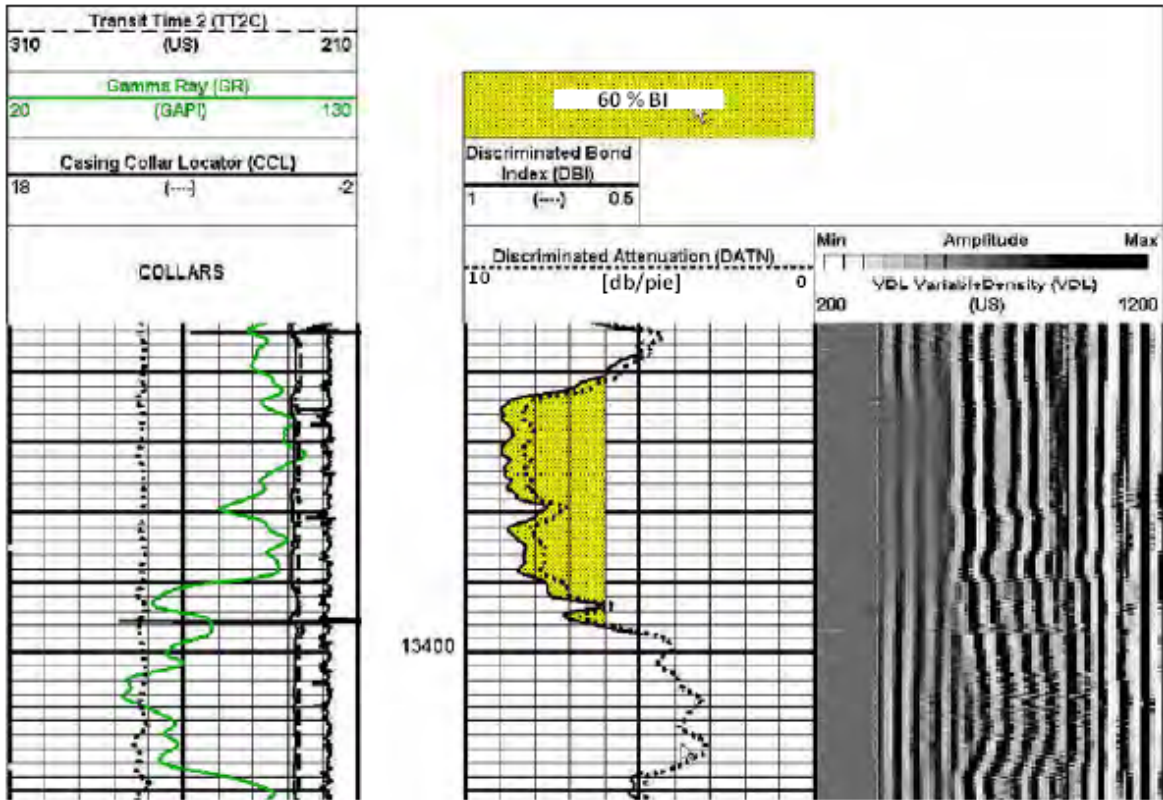 Transit Time 2 (TT2C)
310 (US) 210
Gamma Ray (GR)
20 (GAPI) 130
Casing Collar Locator (CCL)
18 (----) -2
COLLARS
60 % BI
Discriminated Bond
Index (DBI)
1 (----) 0.5
Discriminated Attenuation (DATN)
10 [db/pie] 0
Min Amplitude Max
VDL VariableDensity (VDL)
200 (US) 1200
13400